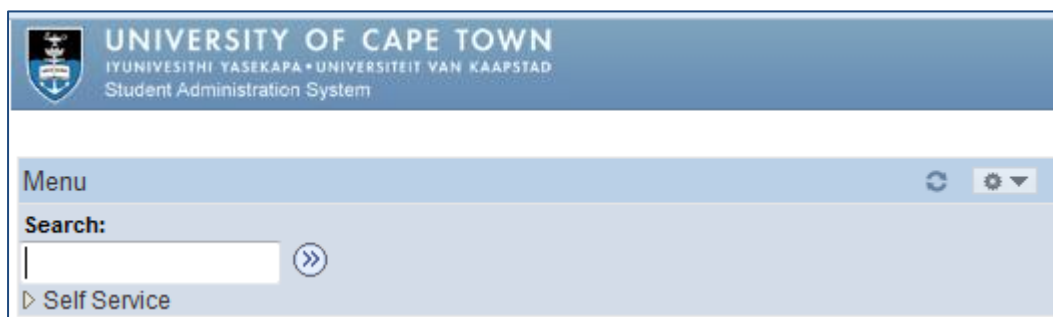 UNIVERSITY OF CAPE TOWN
IYUNIVESITHI YASEKAPA • UNIVERSITEIT VAN KAAPSTAD
Student Administration System
Menu
Search:
Self Service